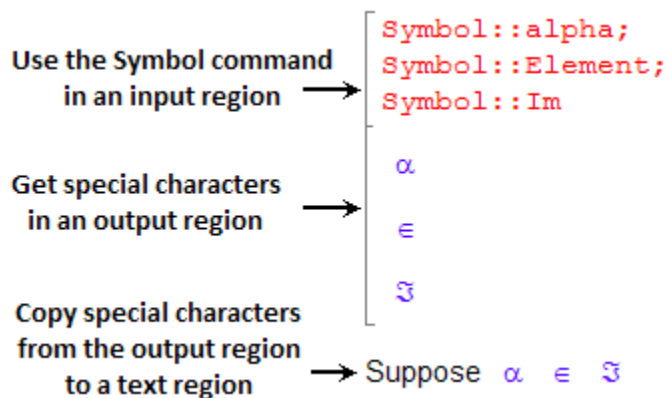 Use the Symbol command
in an input region
Symbol::alpha;
Symbol::Element;
Symbol::Im
Get special characters
in an output region
α
∈
ℑ
Copy special characters
from the output region
to a text region
Suppose α ∈ ℑ